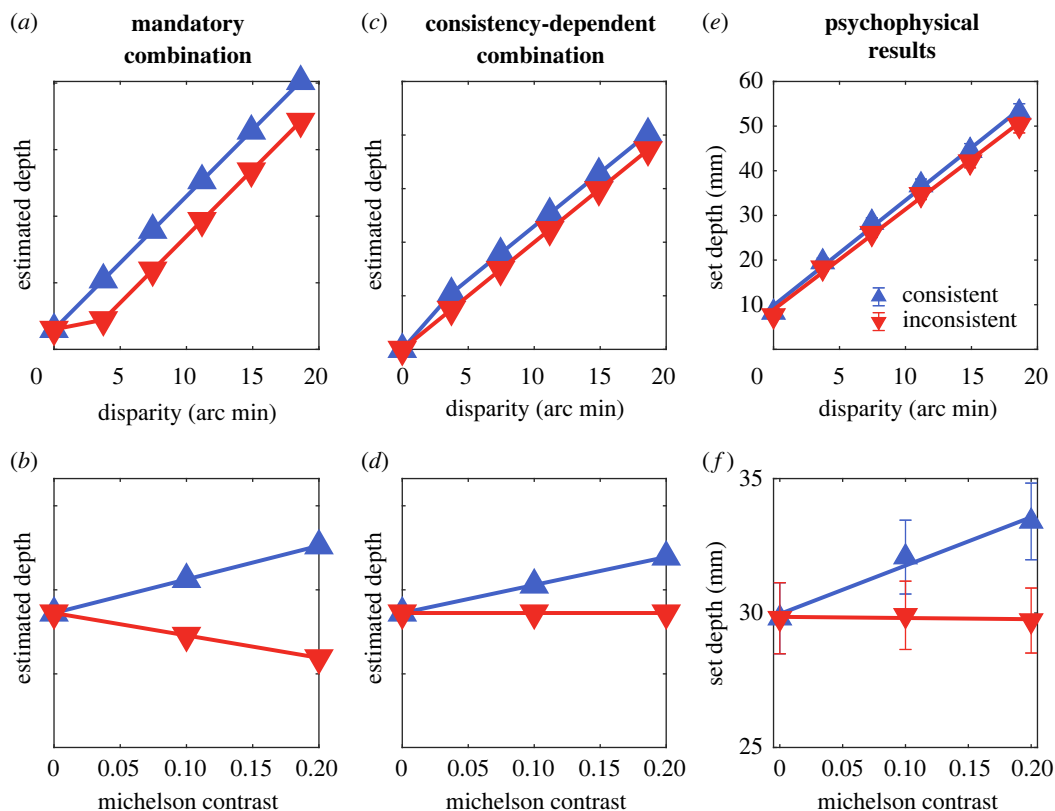 (a) mandatory combination
estimated depth
0 5 10 15 20
disparity (arc min)
(c) consistency-dependent combination
estimated depth
0 5 10 15 20
disparity (arc min)
(e) psychophysical results
60
50
40
30
20
10
set depth (mm)
consistent
inconsistent
0 5 10 15 20
disparity (arc min)
(b)
estimated depth
0 0.05 0.10 0.15 0.20
michelson contrast
(d)
estimated depth
0 0.05 0.10 0.15 0.20
michelson contrast
(f)
35
30
25
set depth (mm)
0 0.05 0.10 0.15 0.20
michelson contrast